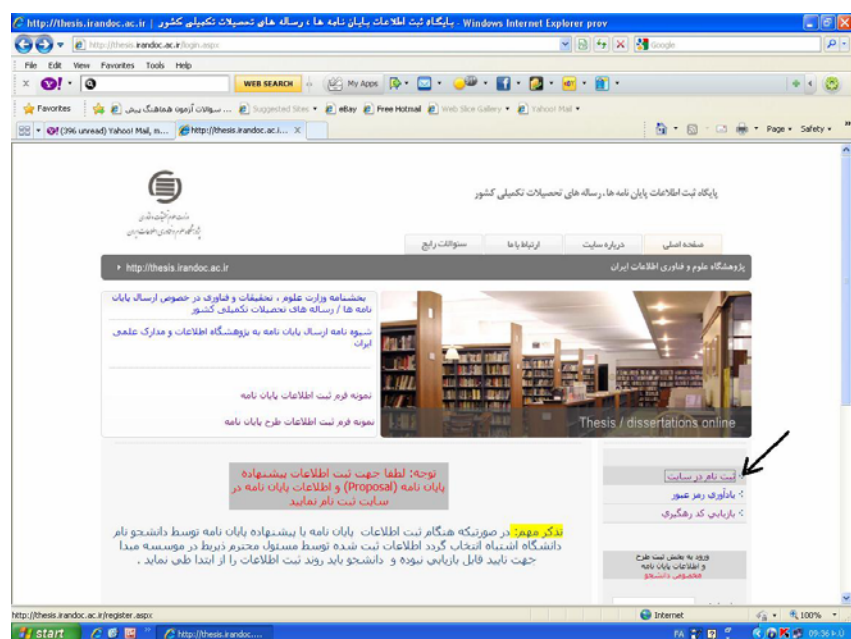 http://thesis.irandoc.ac.ir | پایگاه ثبت اطلاعات پایان نامه ها ، رساله های تحصیلات تکمیلی کشور - Windows Internet Explorer prov
http://thesis.irandoc.ac.ir/login.aspx
Google
File Edit View Favorites Tools Help
WEB SEARCH
My Apps
Favorites
سوالات آزمون هماهنگ پیش ...
Suggested Sites
eBay
Free Hotmail
Web Slice Gallery
Yahoo! Mail
(396 unread) Yahoo! Mail, m...
http://thesis.irandoc.ac.i...
Page Safety
پایگاه ثبت اطلاعات پایان نامه ها، رساله های تحصیلات تکمیلی کشور
صفحه اصلی
درباره سایت
ارتباط با ما
سئوالات رایج
پژوهشگاه علوم و فناوری اطلاعات ایران
http://thesis.irandoc.ac.ir
بخشنامه وزارت علوم ، تحقیقات و فناوری در خصوص ارسال پایان
نامه ها / رساله های تحصیلات تکمیلی کشور
شیوه نامه ارسال پایان نامه به پژوهشگاه اطلاعات و مدارک علمی
ایران
نمونه فرم ثبت اطلاعات پایان نامه
نمونه فرم ثبت اطلاعات طرح پایان نامه
Thesis / dissertations online
ثبت نام در سایت
یادآوری رمز عبور
بازیابی کد رهگیری
توجه: لطفا جهت ثبت اطلاعات پیشنهاده
پایان نامه (Proposal) و اطلاعات پایان نامه در
سایت ثبت نام نمایید
تذکر مهم: در صورتیکه هنگام ثبت اطلاعات پایان نامه یا پیشنهاده پایان نامه توسط دانشجو نام
دانشگاه اشتباه انتخاب گردد اطلاعات ثبت شده توسط مسئول محترم ذیربط در موسسه مبدا
جهت تایید قابل بازیابی نبوده و دانشجو باید روند ثبت اطلاعات را از ابتدا طی نماید .
ورود به بخش ثبت طرح
و اطلاعات پایان نامه
مخصوص دانشجو
http://thesis.irandoc.ac.ir/register.aspx
Internet
100%
start
http://thesis.irandoc....
FA
09:36